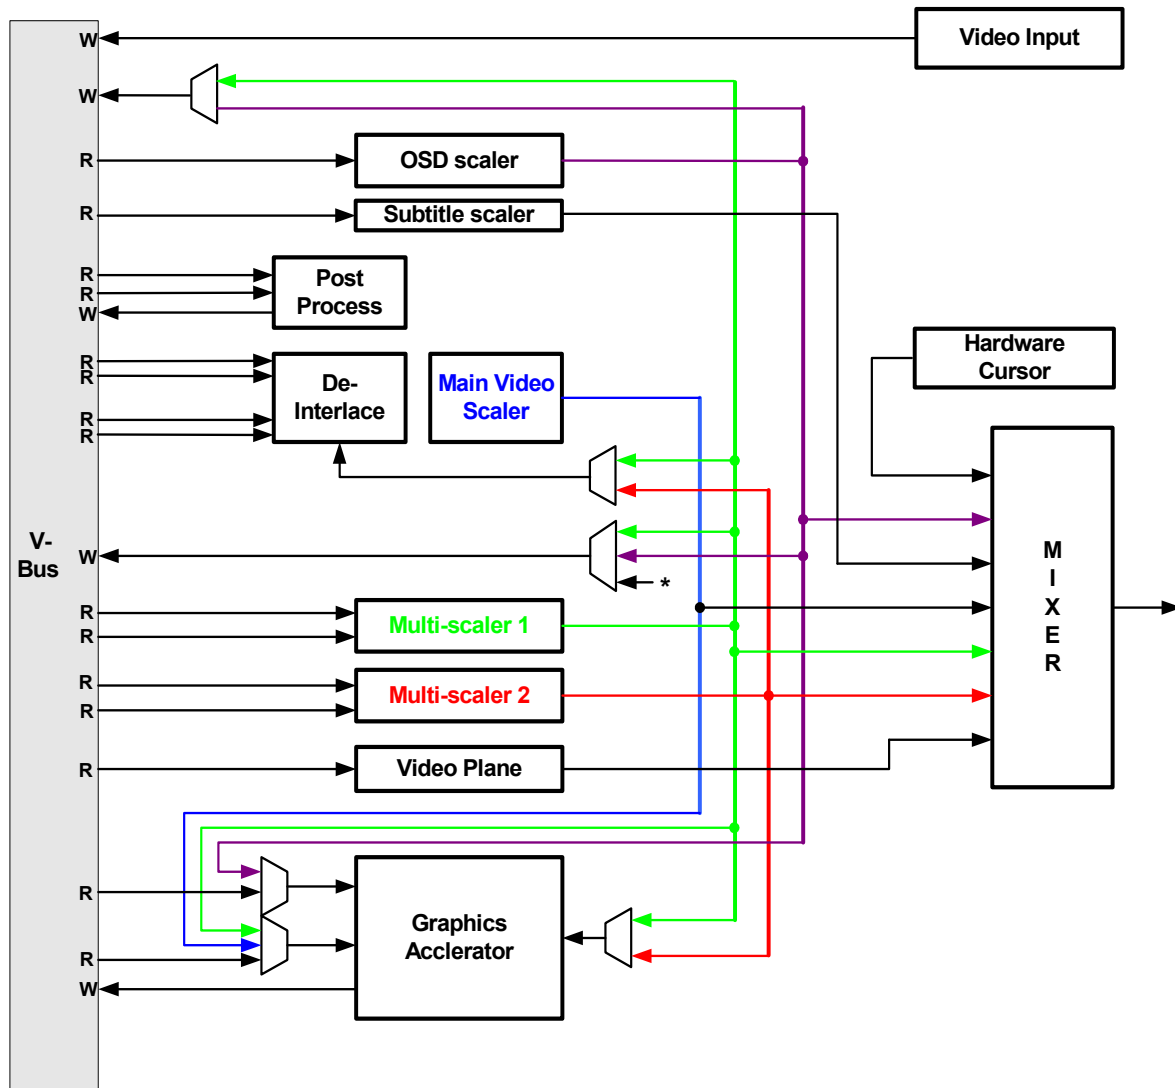 W
Video Input
W
R
OSD scaler
R
Subtitle scaler
R
R
W
Post
Process
R
R
R
R
De-
Interlace
Main Video
Scaler
Hardware
Cursor
V-
Bus
W
*
M
I
X
E
R
R
R
Multi-scaler 1
R
R
Multi-scaler 2
R
Video Plane
R
R
W
Graphics
Acclerator